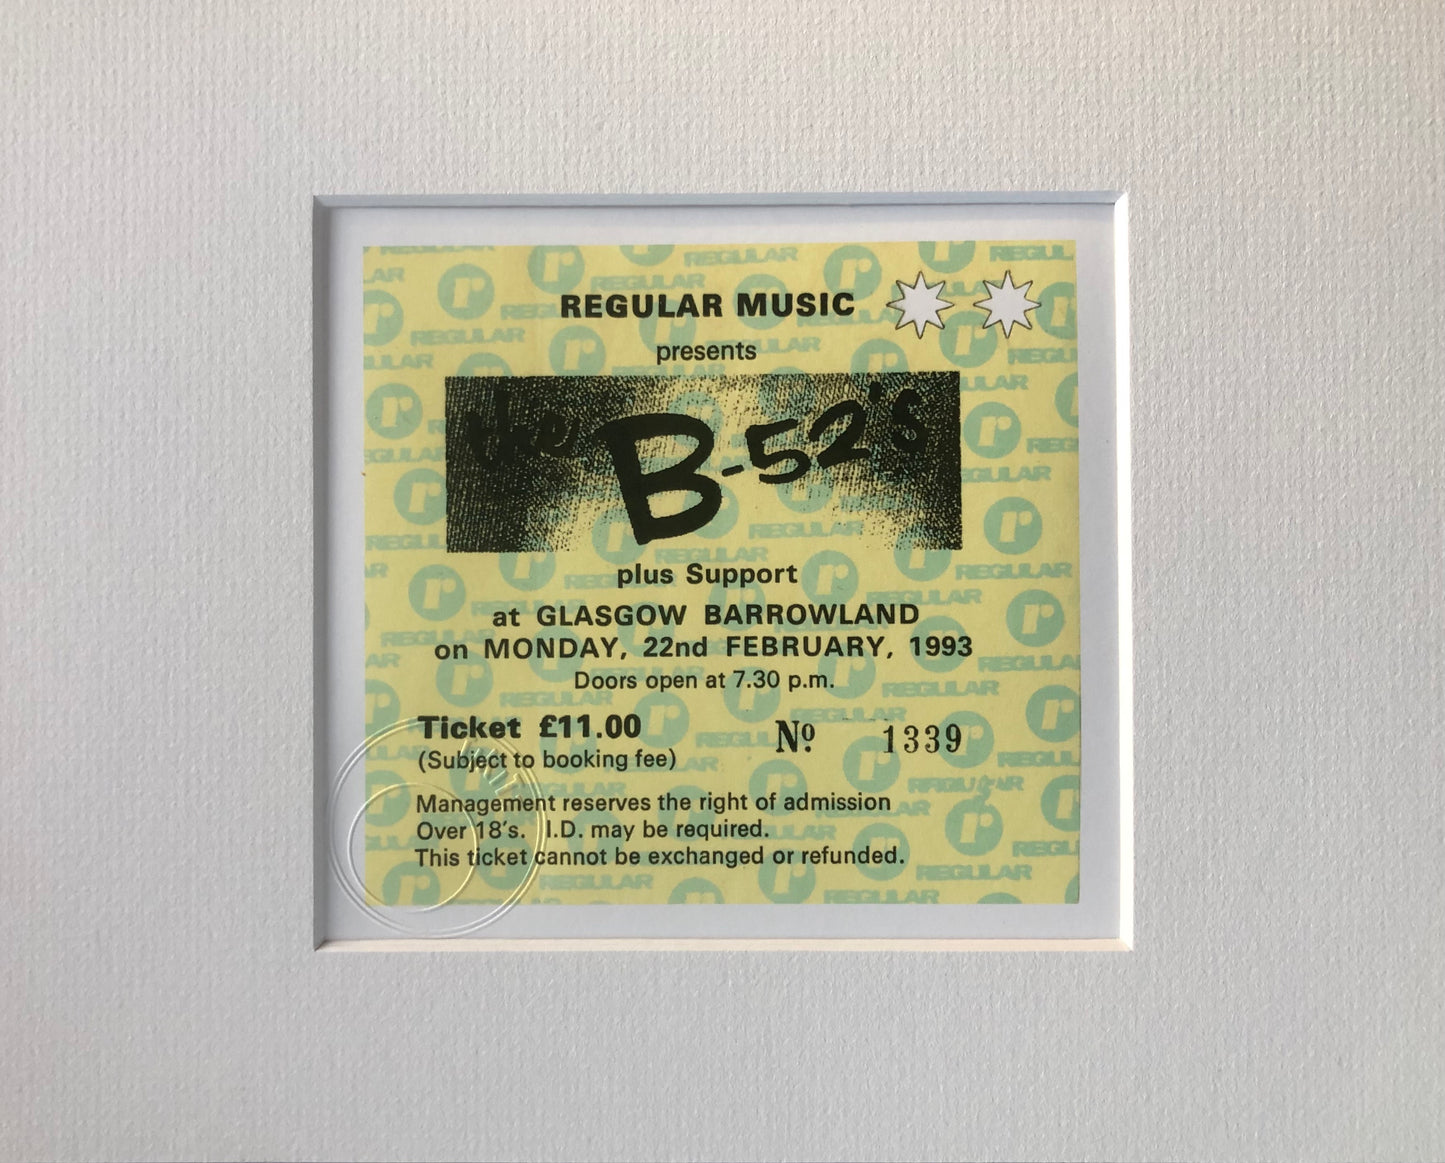 REGULAR MUSIC
presents
the B-52's
plus Support
at GLASGOW BARROWLAND
on MONDAY, 22nd FEBRUARY, 1993
Doors open at 7.30 p.m.
Ticket £11.00
(Subject to booking fee)
Nº 1339
Management reserves the right of admission
Over 18's. I.D. may be required.
This ticket cannot be exchanged or refunded.